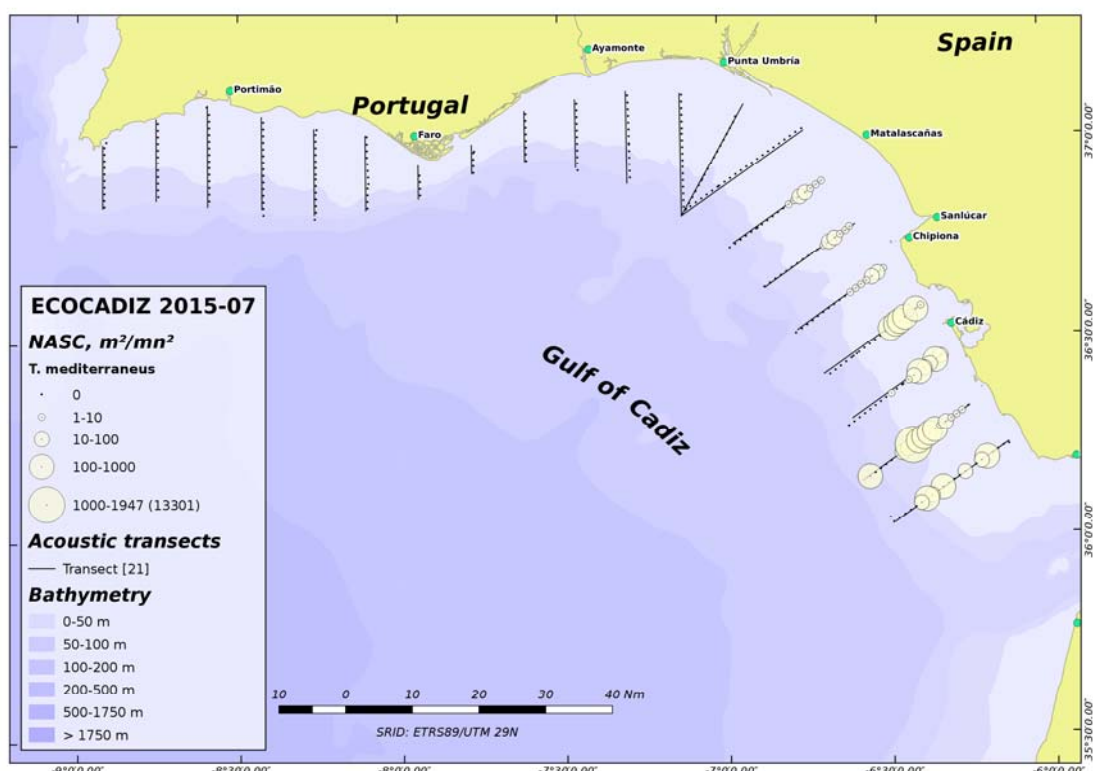 Spain
Ayamonte
Punta Umbría
Portimão
Portugal
Faro
Matalascañas
37°0'0.00"
Sanlúcar
Chipiona
Cádiz
36°30'0.00"
Gulf of Cadiz
36°0'0.00"
35°30'0.00"
ECOCADIZ 2015-07
NASC, m²/mn²
T. mediterraneus
0
1-10
10-100
100-1000
1000-1947 (13301)
Acoustic transects
Transect [21]
Bathymetry
0-50 m
50-100 m
100-200 m
200-500 m
500-1750 m
> 1750 m
10 0 10 20 30 40 Nm
SRID: ETRS89/UTM 29N
-9°0'0.00" -8°30'0.00" -8°0'0.00" -7°30'0.00" -7°0'0.00" -6°30'0.00" -6°0'0.00"